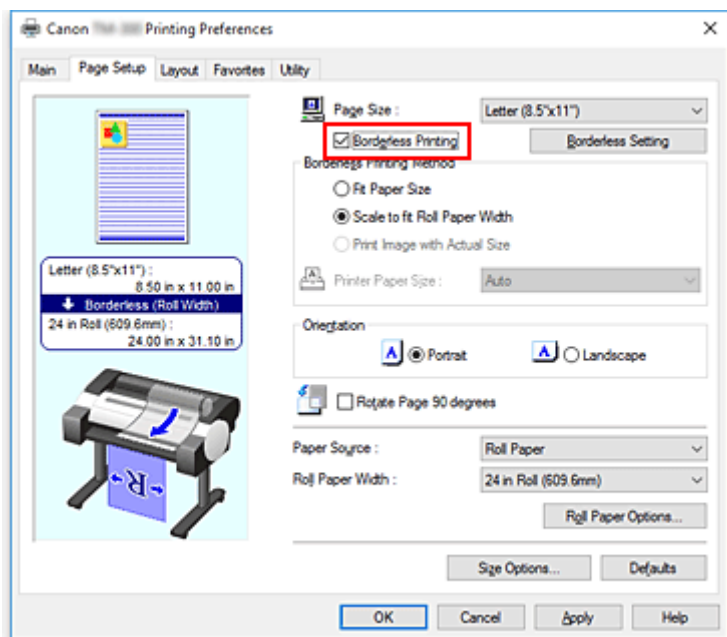 Canon Printing Preferences
Main Page Setup Layout Favorites Utility
Page Size : Letter (8.5"x11")
Borderless Printing Borderless Setting
Borderless Printing Method
Fit Paper Size
Scale to fit Roll Paper Width
Print Image with Actual Size
Printer Paper Size : Auto
Letter (8.5"x11") :
8.50 in x 11.00 in
Borderless (Roll Width)
24 in Roll (609.6mm) :
24.00 in x 31.10 in
Orientation
A Portrait A Landscape
Rotate Page 90 degrees
Paper Source : Roll Paper
Roll Paper Width : 24 in Roll (609.6mm)
Roll Paper Options...
R
Size Options... Defaults
OK Cancel Apply Help